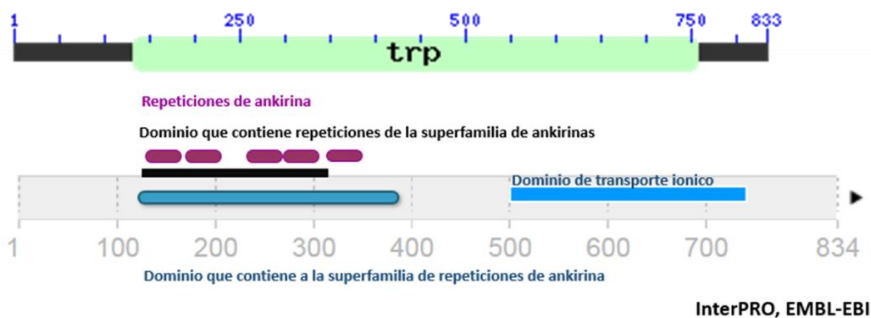 1 250 500 750 833
trp
Repeticiones de ankirina
Dominio que contiene repeticiones de la superfamilia de ankirinas
Dominio de transporte ionico
1 100 200 300 400 500 600 700 834
Dominio que contiene a la superfamilia de repeticiones de ankirina
InterPRO, EMBL-EBI